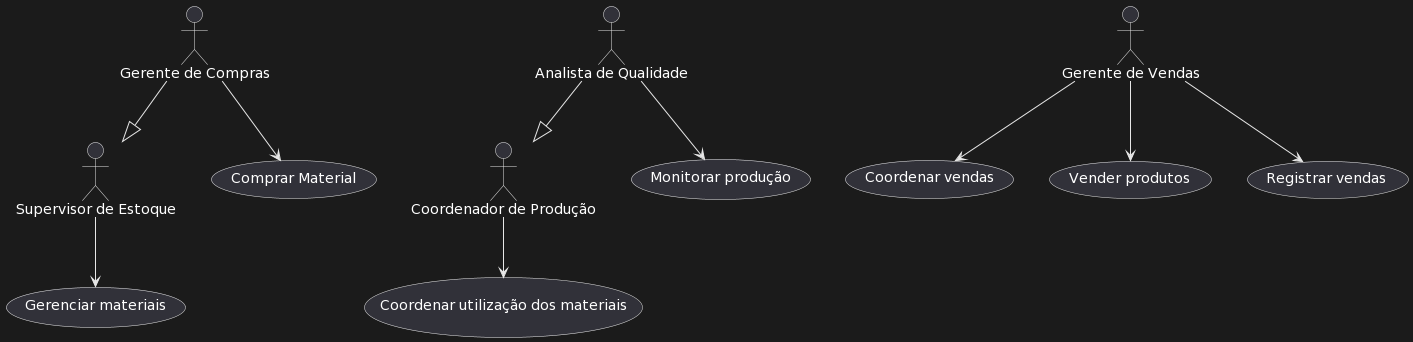 Gerente de Compras
Analista de Qualidade
Gerente de Vendas
Supervisor de Estoque
Comprar Material
Coordenador de Produção
Monitorar produção
Coordenar vendas
Vender produtos
Registrar vendas
Gerenciar materiais
Coordenar utilização dos materiais